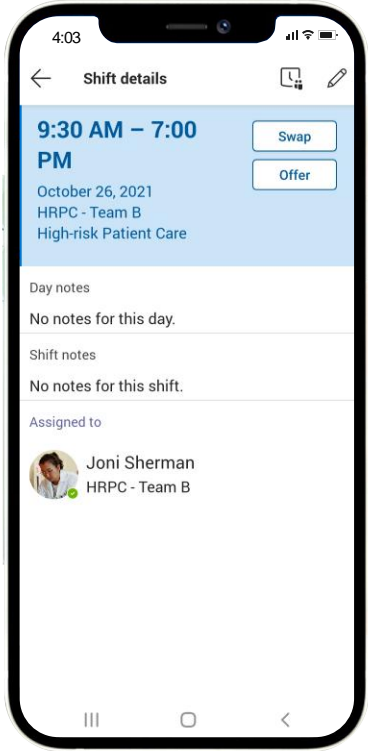 4:03
Shift details
9:30 AM – 7:00
PM
Swap
Offer
October 26, 2021
HRPC - Team B
High-risk Patient Care
Day notes
No notes for this day.
Shift notes
No notes for this shift.
Assigned to
Joni Sherman
HRPC - Team B